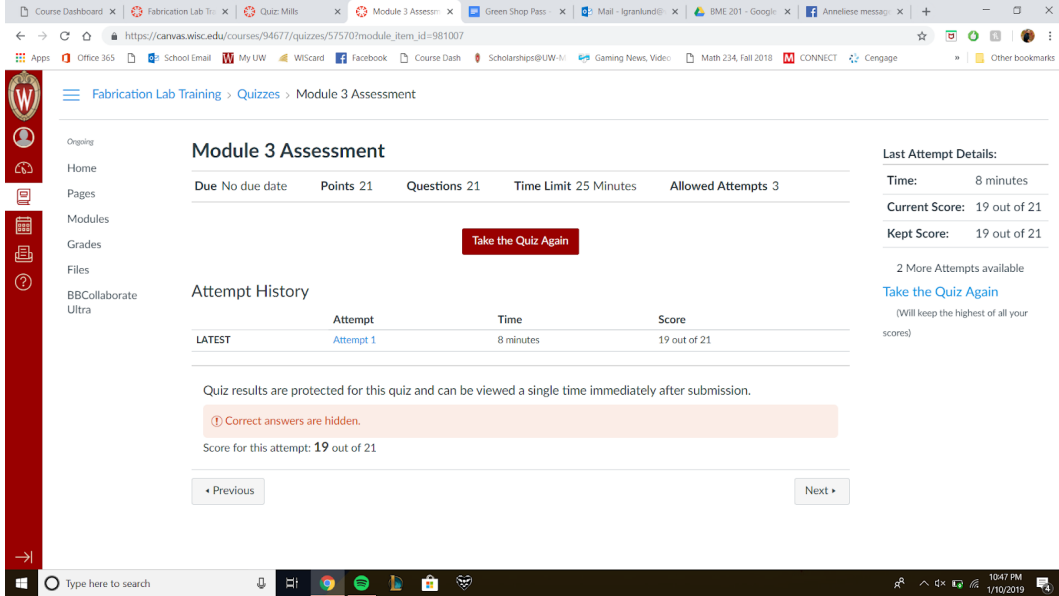 Course Dashboard
Fabrication Lab Tra
Quiz: Mills
Module 3 Assessm
Green Shop Pass -
Mail - lgranlund@
BME 201 - Google
Anneliese message
https://canvas.wisc.edu/courses/94677/quizzes/57570?module_item_id=981007
Apps Office 365 School Email My UW WISCard Facebook Course Dash Scholarships@UW-M Gaming News, Video Math 234, Fall 2018 CONNECT Cengage » Other bookmarks
Fabrication Lab Training > Quizzes > Module 3 Assessment
Ongoing
Home
Pages
Modules
Grades
Files
BBCollaborate
Ultra
Module 3 Assessment
Due No due date Points 21 Questions 21 Time Limit 25 Minutes Allowed Attempts 3
Take the Quiz Again
Attempt History
Attempt Time Score
LATEST Attempt 1 8 minutes 19 out of 21
Quiz results are protected for this quiz and can be viewed a single time immediately after submission.
Correct answers are hidden.
Score for this attempt: 19 out of 21
Previous
Next
Last Attempt Details:
Time: 8 minutes
Current Score: 19 out of 21
Kept Score: 19 out of 21
2 More Attempts available
Take the Quiz Again
(Will keep the highest of all your
scores)
Type here to search
10:47 PM
1/10/2019
4